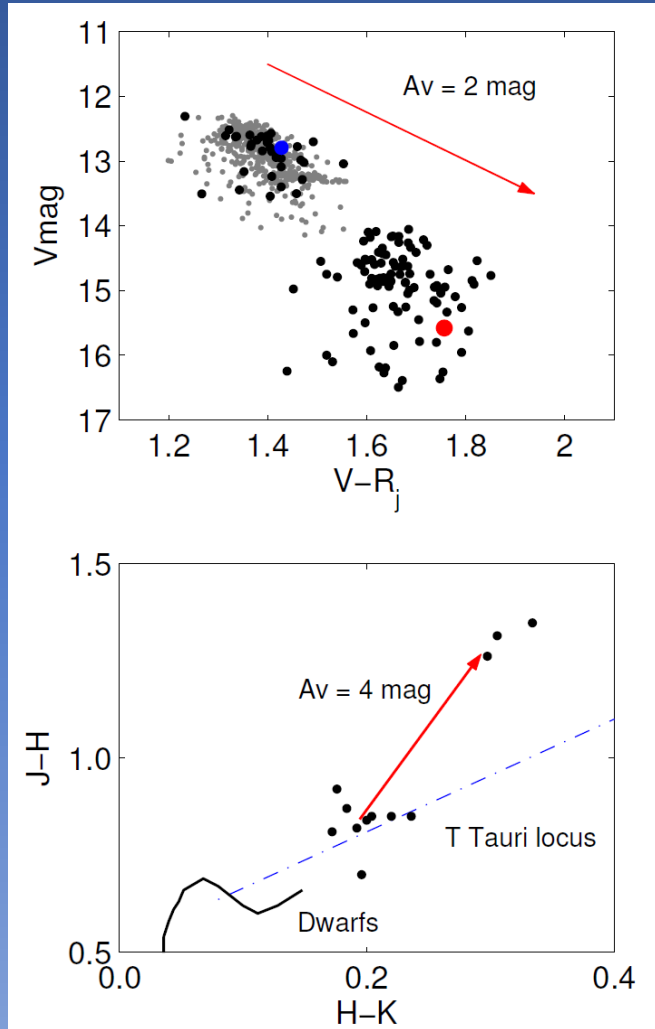 11
12
13
14
15
16
17
Vmag
Av = 2 mag
1.2 1.4 1.6 1.8 2
V−Rj
1.5
1.0
0.5
J−H
Av = 4 mag
T Tauri locus
Dwarfs
0.0 0.2 0.4
H−K